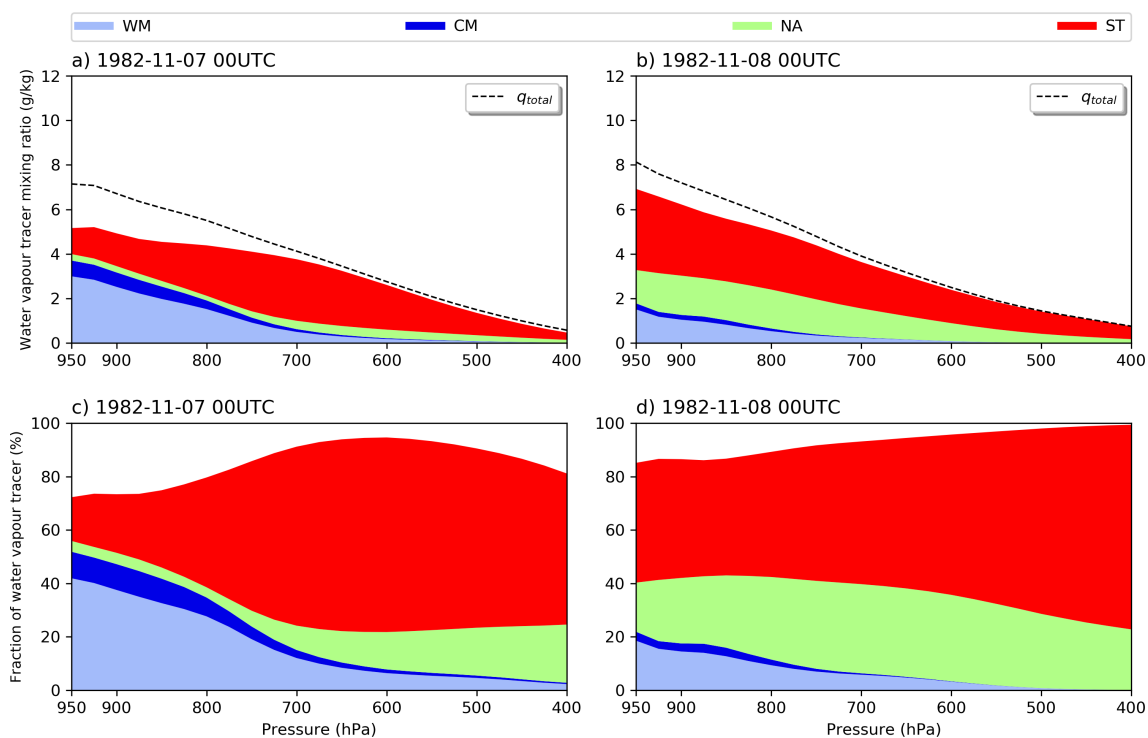 WM CM NA ST
a) 1982-11-07 00UTC
b) 1982-11-08 00UTC
Water vapour tracer mixing ratio (g/kg)
12
10
8
6
4
2
0
q_total
950 900 800 700 600 500 400
12
10
8
6
4
2
0
q_total
950 900 800 700 600 500 400
c) 1982-11-07 00UTC
d) 1982-11-08 00UTC
Fraction of water vapour tracer (%)
100
80
60
40
20
0
950 900 800 700 600 500 400
Pressure (hPa)
100
80
60
40
20
0
950 900 800 700 600 500 400
Pressure (hPa)